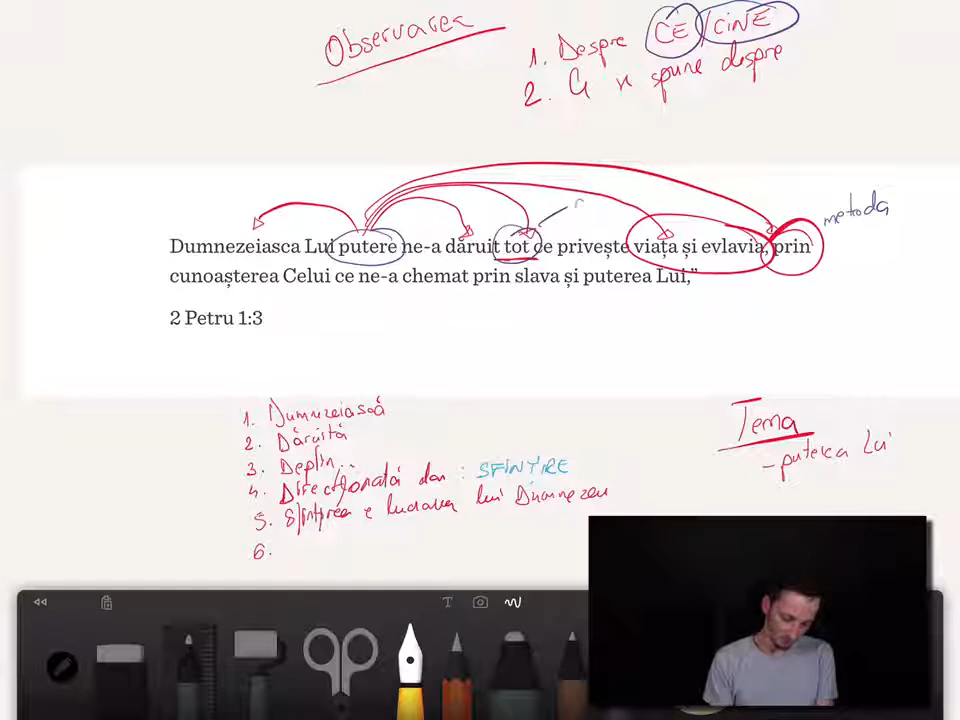 Observarea
1. Despre CE / CINE
2. Ce se spune despre
metoda
Dumnezeiasca Lui putere ne-a dăruit tot ce privește viața și evlavia, prin
cunoașterea Celui ce ne-a chemat prin slava și puterea Lui,”
2 Petru 1:3
1. Dumnezeiască
2. Dăruită
3. Deplin..
4. Direcționată dan : SFINȚIRE
5. Sfințirea e lucrarea lui Dumnezeu
6.
Tema
- puterea Lui
T